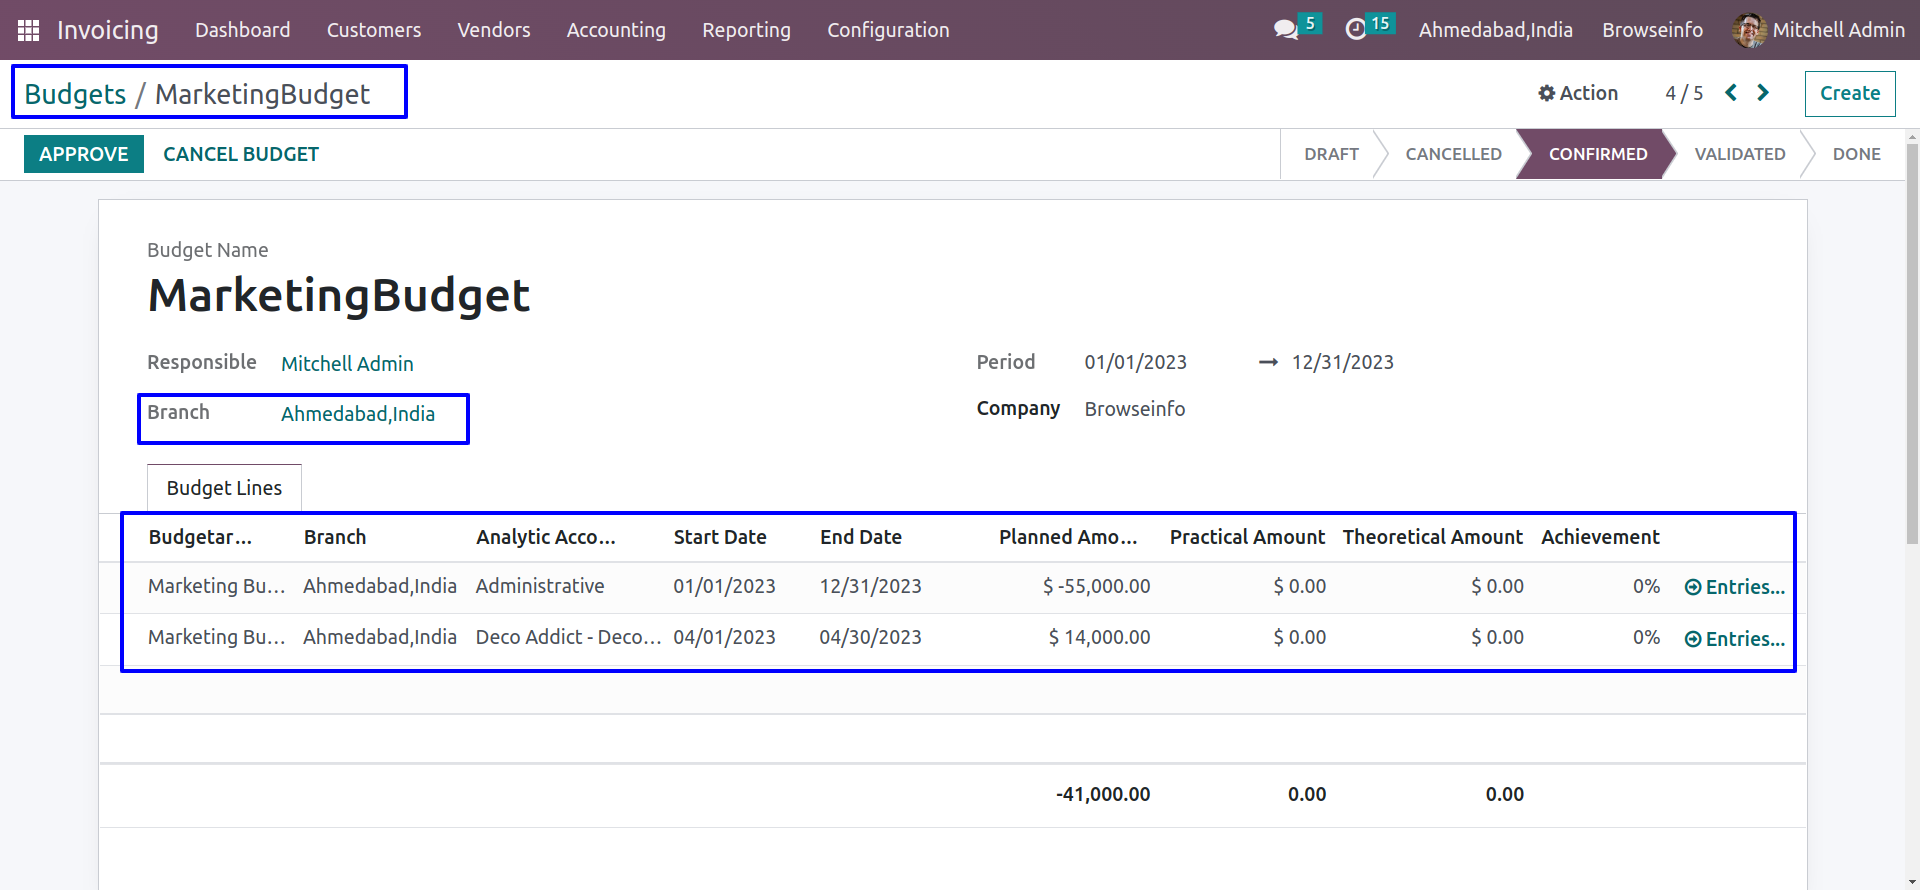 Invoicing Dashboard Customers Vendors Accounting Reporting Configuration 5 15 Ahmedabad,India Browseinfo Mitchell Admin
Budgets / MarketingBudget Action 4 / 5 Create
APPROVE CANCEL BUDGET DRAFT CANCELLED CONFIRMED VALIDATED DONE
Budget Name
MarketingBudget
Responsible Mitchell Admin Period 01/01/2023 → 12/31/2023
Branch Ahmedabad,India Company Browseinfo
Budget Lines
Budgetar... Branch Analytic Acco... Start Date End Date Planned Amo... Practical Amount Theoretical Amount Achievement
Marketing Bu... Ahmedabad,India Administrative 01/01/2023 12/31/2023 $ -55,000.00 $ 0.00 $ 0.00 0% Entries...
Marketing Bu... Ahmedabad,India Deco Addict - Deco... 04/01/2023 04/30/2023 $ 14,000.00 $ 0.00 $ 0.00 0% Entries...
-41,000.00 0.00 0.00